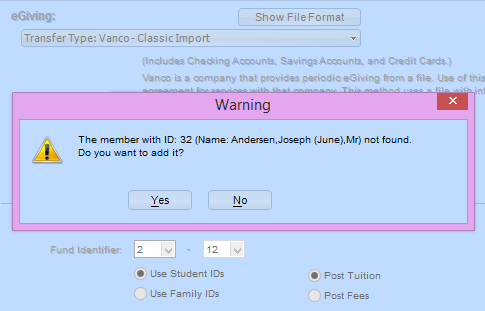 eGiving:
Show File Format
Transfer Type: Vanco - Classic Import
(Includes Checking Accounts, Savings Accounts, and Credit Cards.)
Vanco is a company that provides periodic eGiving from a file. Use of this
agreement for services with that company. This method uses a file with
Warning
The member with ID: 32 (Name: Andersen,Joseph (June),Mr) not found.
Do you want to add it?
Yes
No
Fund Identifier: 2 - 12
Use Student IDs
Post Tuition
Use Family IDs
Post Fees